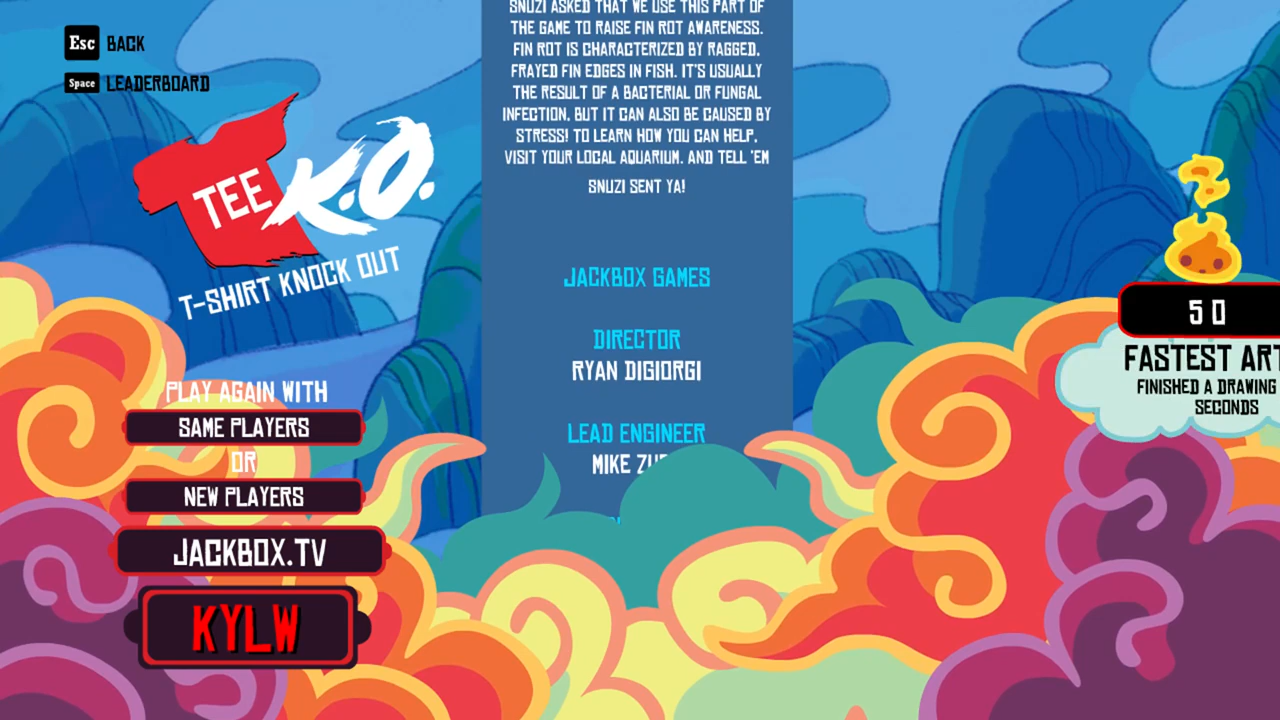 Esc BACK
Space LEADERBOARD
TEE K.O.
T-SHIRT KNOCK OUT
PLAY AGAIN WITH
SAME PLAYERS
OR
NEW PLAYERS
JACKBOX.TV
KYLW
SNUZI ASKED THAT WE USE THIS PART OF
THE GAME TO RAISE FIN ROT AWARENESS.
FIN ROT IS CHARACTERIZED BY RAGGED,
FRAYED FIN EDGES IN FISH. IT'S USUALLY
THE RESULT OF A BACTERIAL OR FUNGAL
INFECTION, BUT IT CAN ALSO BE CAUSED BY
STRESS! TO LEARN HOW YOU CAN HELP,
VISIT YOUR LOCAL AQUARIUM. AND TELL 'EM
SNUZI SENT YA!
JACKBOX GAMES
DIRECTOR
RYAN DIGIORGI
LEAD ENGINEER
MIKE
50
FASTEST
FINISHED A DRAWING
SECONDS